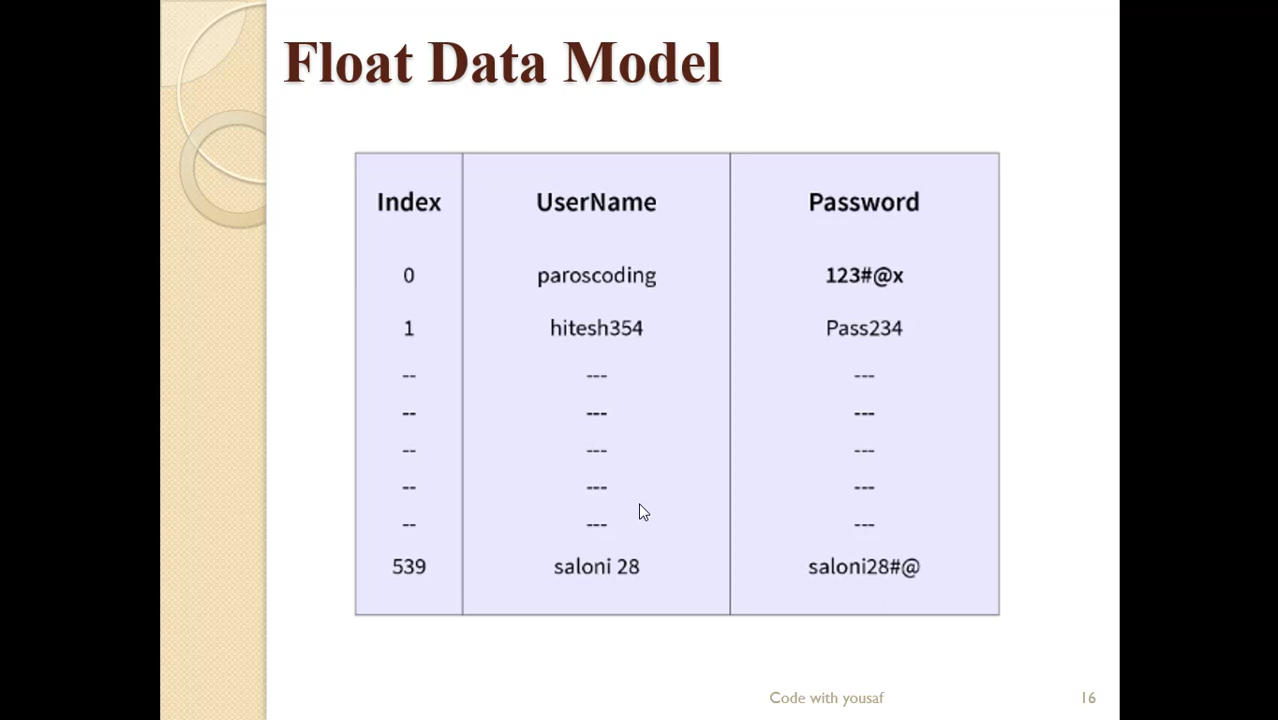 Float Data Model
Index UserName Password
0 paroscoding 123#@x
1 hitesh354 Pass234
-- --- ---
-- --- ---
-- --- ---
-- --- ---
-- --- ---
539 saloni 28 saloni28#@
Code with yousaf 16